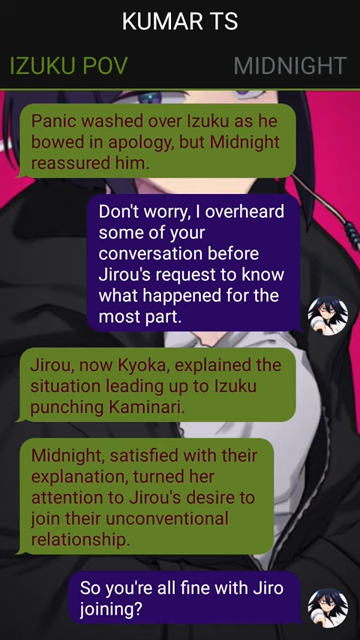 KUMAR TS
IZUKU POV
MIDNIGHT
Panic washed over Izuku as he
bowed in apology, but Midnight
reassured him.
Don't worry, I overheard
some of your
conversation before
Jirou's request to know
what happened for the
most part.
Jirou, now Kyoka, explained the
situation leading up to Izuku
punching Kaminari.
Midnight, satisfied with their
explanation, turned her
attention to Jirou's desire to
join their unconventional
relationship.
So you're all fine with Jiro
joining?